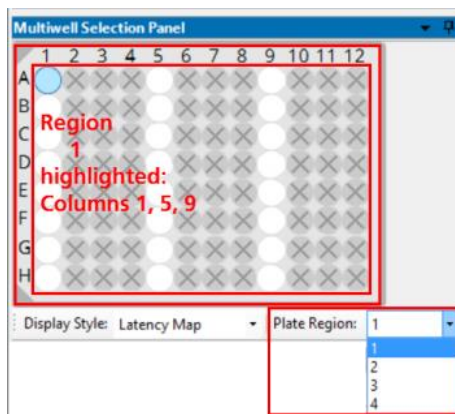 Multiwell Selection Panel
1 2 3 4 5 6 7 8 9 10 11 12
A
B
C
D
E
F
G
H
Region
1
highlighted:
Columns 1, 5, 9
Display Style: Latency Map Plate Region: 1
1
2
3
4